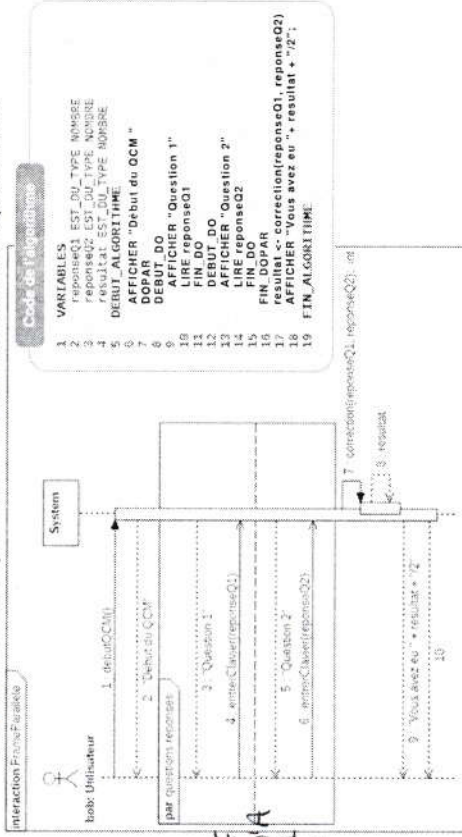 interaction FrameParallele
bob: Utilisateur
System
1 : debutQCM()
2 : "Début du QCM"
par questions reponses
3 : "Question 1"
4 : entrerClavier(reponseQ1)
5 : "Question 2"
6 : entrerClavier(reponseQ2)
7 : correction(reponseQ1, reponseQ2) : int
8 : resultat
9 : "Vous avez eu " + resultat + "/2"
10
Code de l'algorithme
1 VARIABLES
2 reponseQ1 EST_DU_TYPE NOMBRE
3 reponseQ2 EST_DU_TYPE NOMBRE
4 resultat EST_DU_TYPE NOMBRE
5 DEBUT_ALGORITHME
6 AFFICHER "Début du QCM "
7 DOPAR
8 DEBUT_DO
9 AFFICHER "Question 1"
10 LIRE reponseQ1
11 FIN_DO
12 DEBUT_DO
13 AFFICHER "Question 2"
14 LIRE reponseQ2
15 FIN_DO
16 FIN_DOPAR
17 resultat <- correction(reponseQ1, reponseQ2)
18 AFFICHER "Vous avez eu "+ resultat + "/2";
19 FIN_ALGORITHME